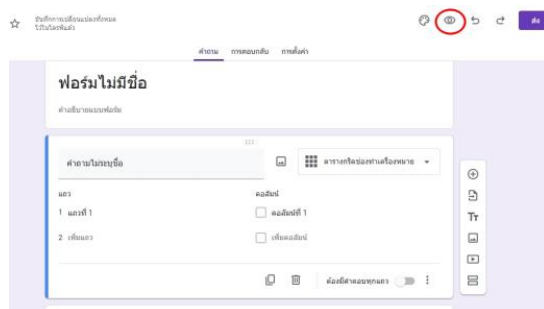 บันทึกการเปลี่ยนแปลงทั้งหมด
ไว้ในไดรฟ์แล้ว
ส่ง
คำถาม การตอบกลับ การตั้งค่า
ฟอร์มไม่มีชื่อ
คำอธิบายแบบฟอร์ม
คำถามไม่ระบุชื่อ
ตารางกริดช่องทำเครื่องหมาย
แถว คอลัมน์
1 แถวที่ 1 คอลัมน์ที่ 1
2 เพิ่มแถว เพิ่มคอลัมน์
Tт
ต้องมีคำตอบทุกแถว